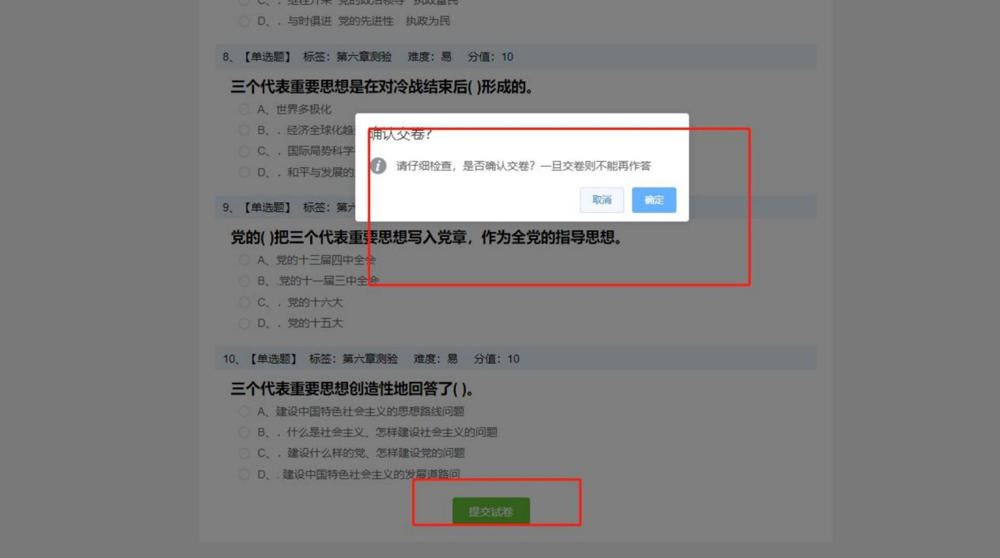 D、. 与时俱进 党的先进性 执政为民
8、【单选题】 标签：第六章测验 难度：易 分值：10
三个代表重要思想是在对冷战结束后( )形成的。
A、世界多极化
B、. 经济全球化趋
C、. 国际局势科学
D、. 和平与发展的
确认交卷?
请仔细检查，是否确认交卷？一旦交卷则不能再作答
取消 确定
9、【单选题】 标签：第六
党的( )把三个代表重要思想写入党章，作为全党的指导思想。
A、党的十三届四中全会
B、.党的十一届三中全会
C、. 党的十六大
D、. 党的十五大
10、【单选题】 标签：第六章测验 难度：易 分值：10
三个代表重要思想创造性地回答了( )。
A、建设中国特色社会主义的思想路线问题
B、. 什么是社会主义、怎样建设社会主义的问题
C、. 建设什么样的党、怎样建设党的问题
D、. 建设中国特色社会主义的发展道路问
提交试卷